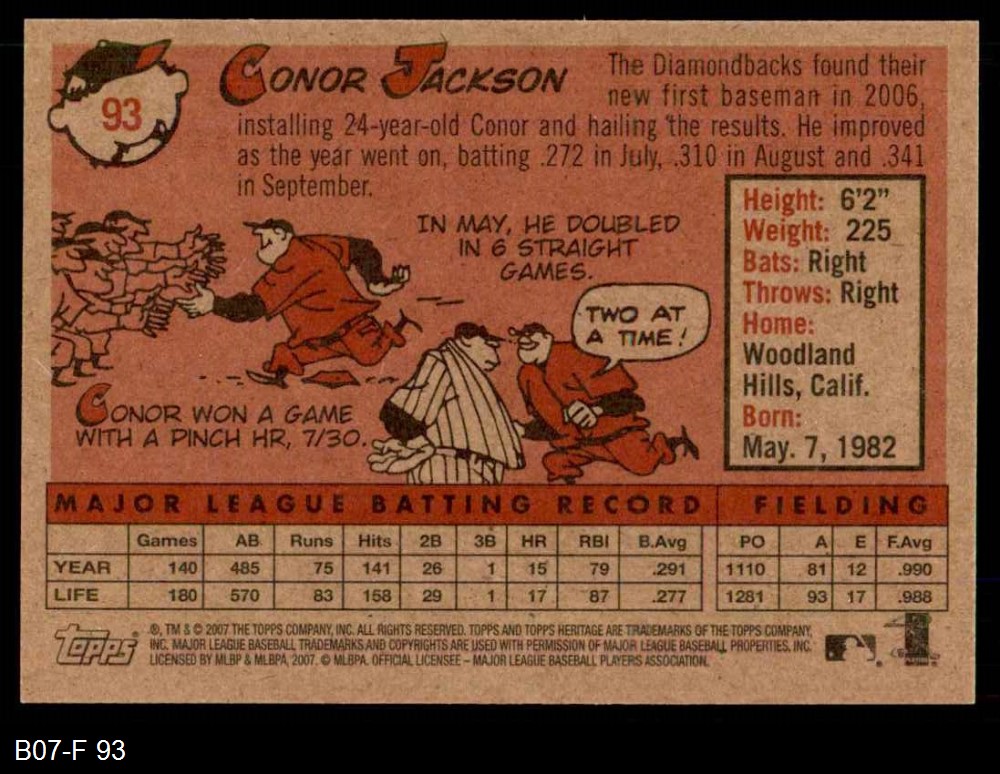 93
CONOR JACKSON
The Diamondbacks found their
new first baseman in 2006,
installing 24-year-old Conor and hailing the results. He improved
as the year went on, batting .272 in July, .310 in August and .341
in September.
IN MAY, HE DOUBLED
IN 6 STRAIGHT
GAMES.
TWO AT
A TIME!
CONOR WON A GAME
WITH A PINCH HR, 7/30.
Height: 6'2"
Weight: 225
Bats: Right
Throws: Right
Home:
Woodland
Hills, Calif.
Born:
May. 7, 1982
MAJOR LEAGUE BATTING RECORD FIELDING
Games AB Runs Hits 2B 3B HR RBI B.Avg PO A E F.Avg
YEAR 140 485 75 141 26 1 15 79 .291 1110 81 12 .990
LIFE 180 570 83 158 29 1 17 87 .277 1281 93 17 .988
Topps
®, TM & © 2007 THE TOPPS COMPANY, INC. ALL RIGHTS RESERVED. TOPPS AND TOPPS HERITAGE ARE TRADEMARKS OF THE TOPPS COMPANY,
INC. MAJOR LEAGUE BASEBALL TRADEMARKS AND COPYRIGHTS ARE USED WITH PERMISSION OF MAJOR LEAGUE BASEBALL PROPERTIES, INC.
LICENSED BY MLBP & MLBPA, 2007. © MLBPA. OFFICIAL LICENSEE – MAJOR LEAGUE BASEBALL PLAYERS ASSOCIATION.
B07-F 93